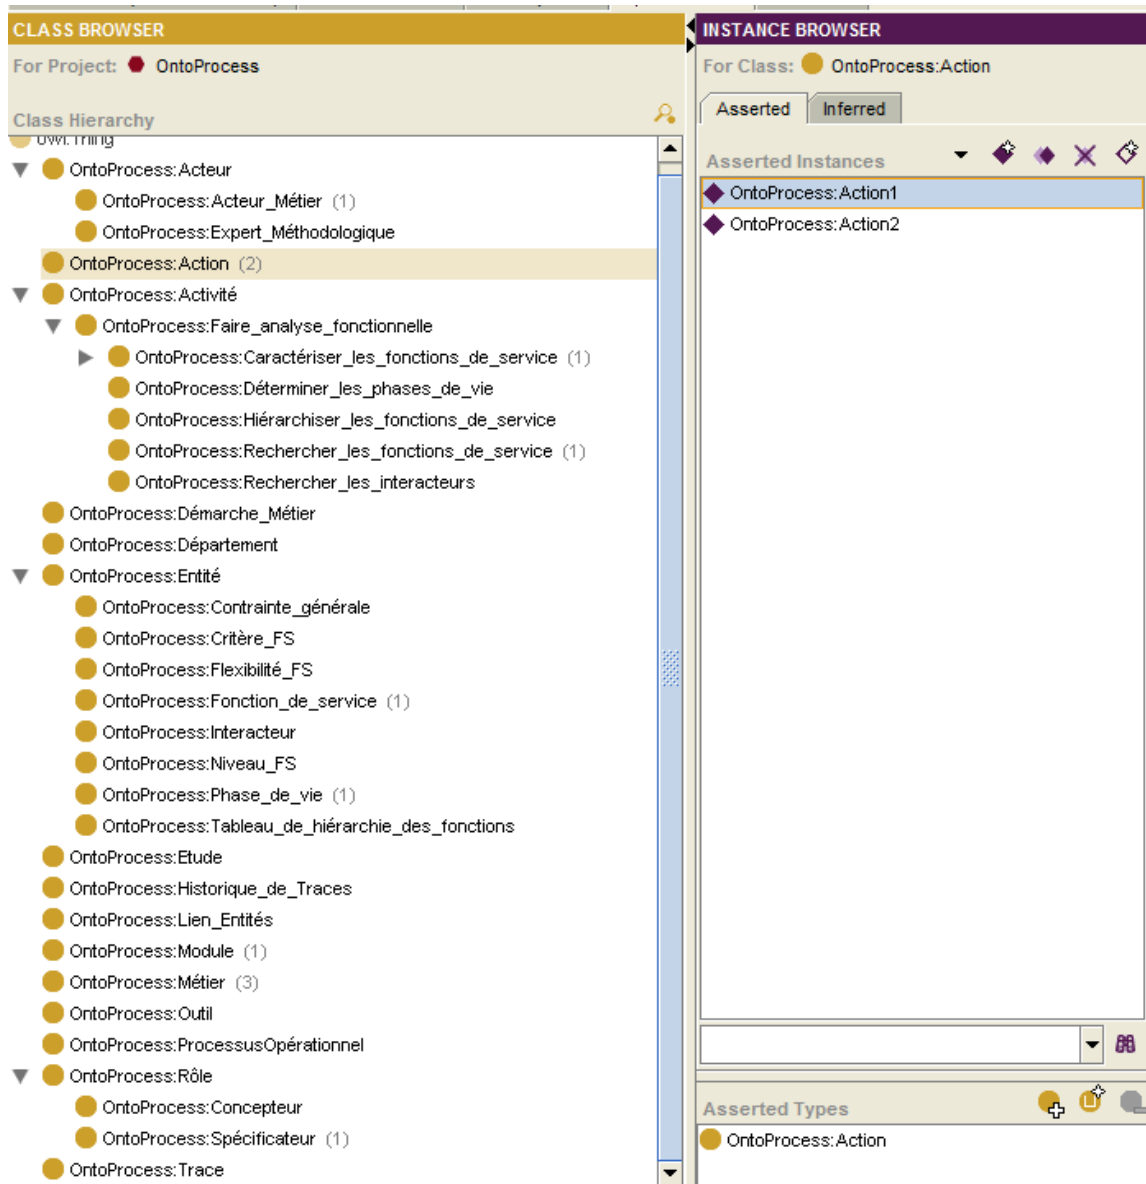 CLASS BROWSER
For Project: OntoProcess
Class Hierarchy
owl:Thing
OntoProcess:Acteur
OntoProcess:Acteur_Métier (1)
OntoProcess:Expert_Méthodologique
OntoProcess:Action (2)
OntoProcess:Activité
OntoProcess:Faire_analyse_fonctionnelle
OntoProcess:Caractériser_les_fonctions_de_service (1)
OntoProcess:Déterminer_les_phases_de_vie
OntoProcess:Hiérarchiser_les_fonctions_de_service
OntoProcess:Rechercher_les_fonctions_de_service (1)
OntoProcess:Rechercher_les_interacteurs
OntoProcess:Démarche_Métier
OntoProcess:Département
OntoProcess:Entité
OntoProcess:Contrainte_générale
OntoProcess:Critère_FS
OntoProcess:Flexibilité_FS
OntoProcess:Fonction_de_service (1)
OntoProcess:Interacteur
OntoProcess:Niveau_FS
OntoProcess:Phase_de_vie (1)
OntoProcess:Tableau_de_hiérarchie_des_fonctions
OntoProcess:Etude
OntoProcess:Historique_de_Traces
OntoProcess:Lien_Entités
OntoProcess:Module (1)
OntoProcess:Métier (3)
OntoProcess:Outil
OntoProcess:ProcessusOpérationnel
OntoProcess:Rôle
OntoProcess:Concepteur
OntoProcess:Spécificateur (1)
OntoProcess:Trace
INSTANCE BROWSER
For Class: OntoProcess:Action
Asserted Inferred
Asserted Instances
OntoProcess:Action1
OntoProcess:Action2
Asserted Types
OntoProcess:Action